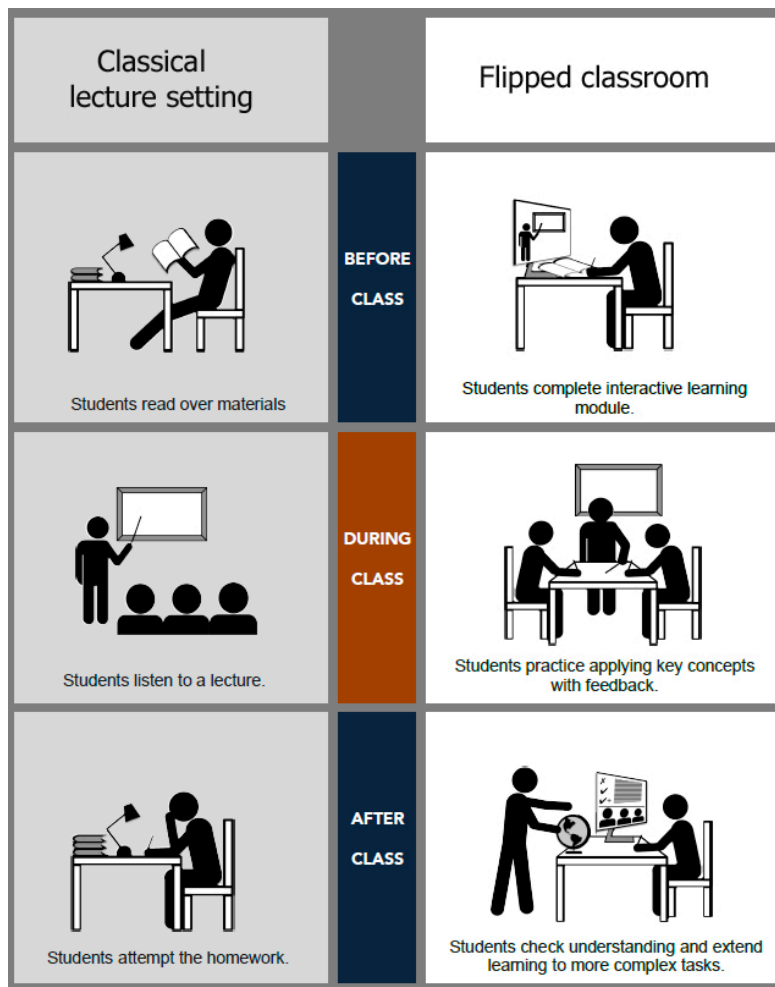 Classical
lecture setting
Flipped classroom
BEFORE
CLASS
Students read over materials
Students complete interactive learning
module.
DURING
CLASS
Students listen to a lecture.
Students practice applying key concepts
with feedback.
AFTER
CLASS
Students attempt the homework.
Students check understanding and extend
learning to more complex tasks.